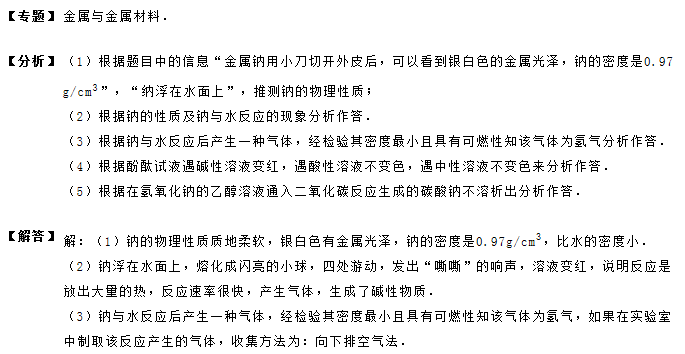 【专题】金属与金属材料．
【分析】（1）根据题目中的信息“金属钠用小刀切开外皮后，可以看到银白色的金属光泽，钠的密度是0.97
g/cm³”，“纳浮在水面上”，推测钠的物理性质；
（2）根据钠的性质及钠与水反应的现象分析作答．
（3）根据钠与水反应后产生一种气体，经检验其密度最小且具有可燃性知该气体为氢气分析作答．
（4）根据酚酞试液遇碱性溶液变红，遇酸性溶液不变色，遇中性溶液不变色来分析作答．
（5）根据在氢氧化钠的乙醇溶液通入二氧化碳反应生成的碳酸钠不溶析出分析作答．
【解答】解：（1）钠的物理性质质地柔软，银白色有金属光泽，钠的密度是0.97g/cm³，比水的密度小．
（2）钠浮在水面上，熔化成闪亮的小球，四处游动，发出“嘶嘶”的响声，溶液变红，说明反应是
放出大量的热，反应速率很快，产生气体，生成了碱性物质．
（3）钠与水反应后产生一种气体，经检验其密度最小且具有可燃性知该气体为氢气，如果在实验室
中制取该反应产生的气体，收集方法为：向下排空气法．